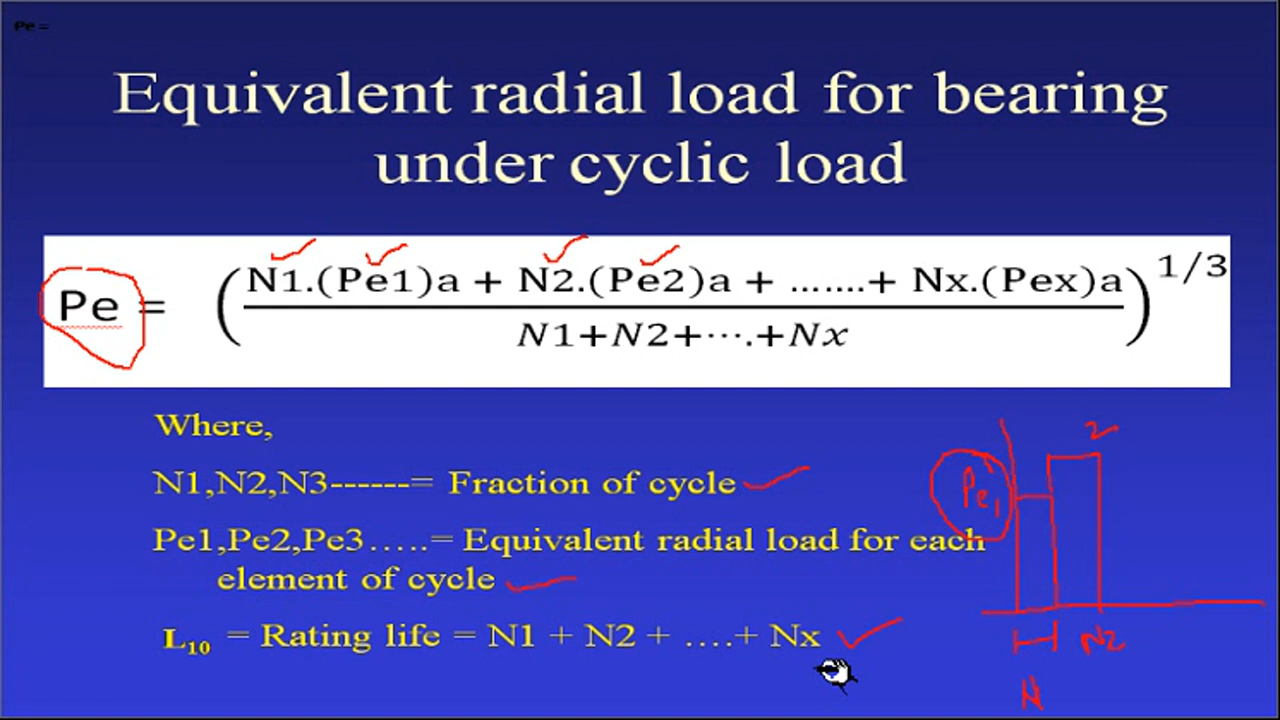 Pe =
Equivalent radial load for bearing
under cyclic load
Pe = (N1.(Pe1)a + N2.(Pe2)a + .......+ Nx.(Pex)a / N1+N2+⋯.+Nx)^1/3
Where,
N1,N2,N3------= Fraction of cycle
Pe1,Pe2,Pe3…..= Equivalent radial load for each
element of cycle
L10 = Rating life = N1 + N2 + ….+ Nx
2
Pe1
N2
N